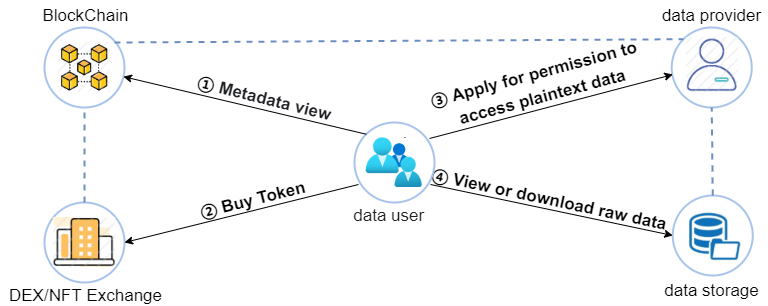 BlockChain
data provider
① Metadata view
③ Apply for permission to
access plaintext data
② Buy Token
data user
④ View or download raw data
DEX/NFT Exchange
data storage